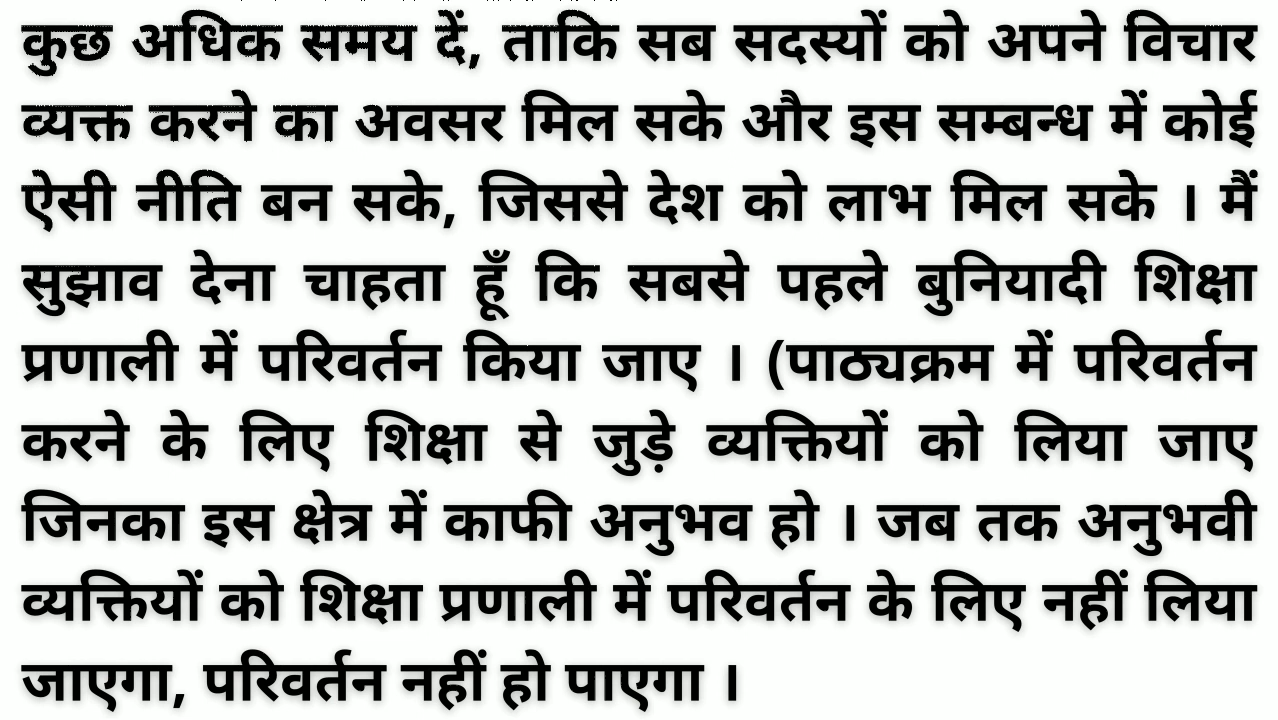 कुछ अधिक समय दें, ताकि सब सदस्यों को अपने विचार
व्यक्त करने का अवसर मिल सके और इस सम्बन्ध में कोई
ऐसी नीति बन सके, जिससे देश को लाभ मिल सके । मैं
सुझाव देना चाहता हूँ कि सबसे पहले बुनियादी शिक्षा
प्रणाली में परिवर्तन किया जाए । (पाठ्यक्रम में परिवर्तन
करने के लिए शिक्षा से जुड़े व्यक्तियों को लिया जाए
जिनका इस क्षेत्र में काफी अनुभव हो । जब तक अनुभवी
व्यक्तियों को शिक्षा प्रणाली में परिवर्तन के लिए नहीं लिया
जाएगा, परिवर्तन नहीं हो पाएगा ।